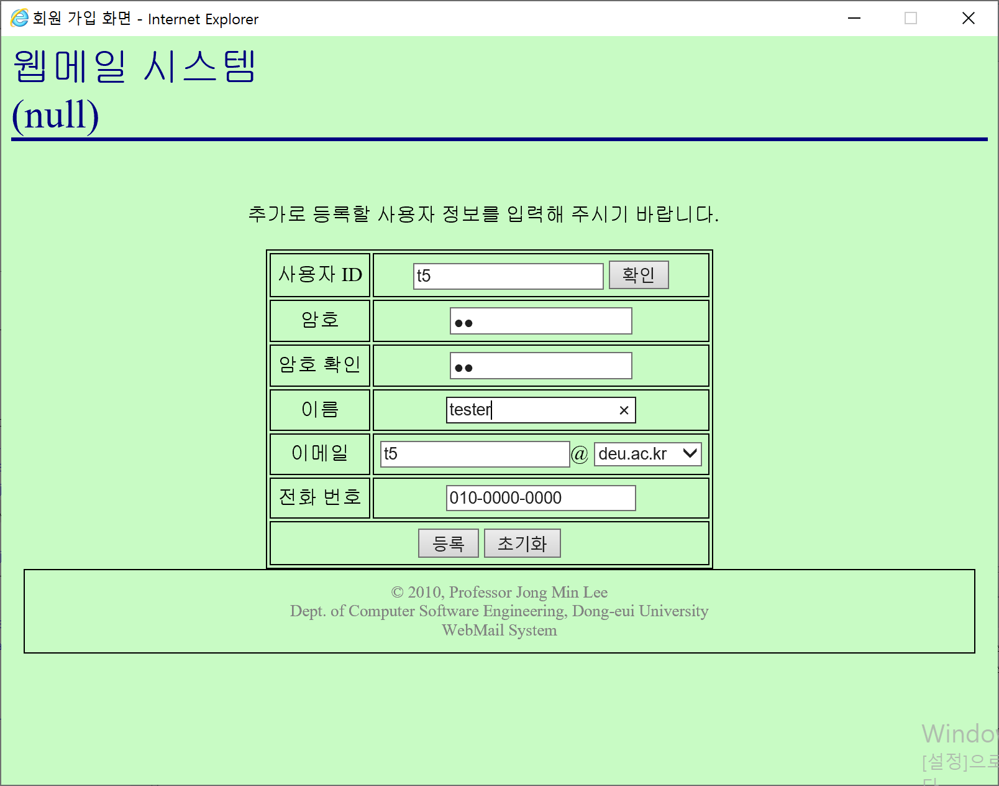 회원 가입 화면 - Internet Explorer
웹메일 시스템
(null)
추가로 등록할 사용자 정보를 입력해 주시기 바랍니다.
사용자 ID t5 확인
암호 ●●
암호 확인 ●●
이름 tester ×
이메일 t5 @ deu.ac.kr
전화 번호 010-0000-0000
등록 초기화
© 2010, Professor Jong Min Lee
Dept. of Computer Software Engineering, Dong-eui University
WebMail System
[설정]으로